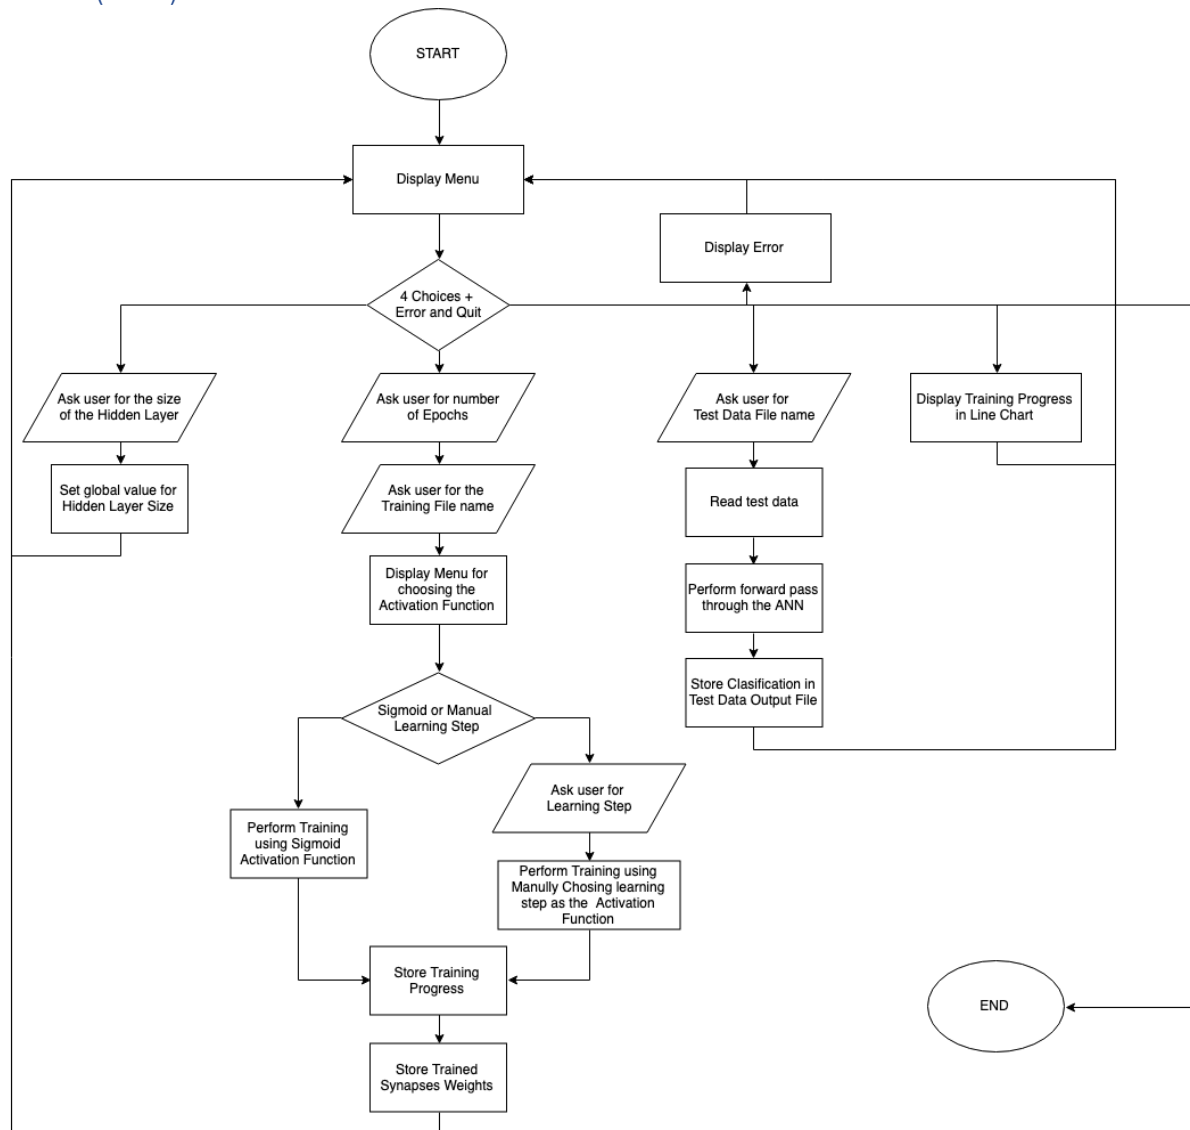 START
Display Menu
Display Error
4 Choices +
Error and Quit
Ask user for the size
of the Hidden Layer
Ask user for number
of Epochs
Ask user for
Test Data File name
Display Training Progress
in Line Chart
Set global value for
Hidden Layer Size
Ask user for the
Training File name
Read test data
Display Menu for
choosing the
Activation Function
Perform forward pass
through the ANN
Store Clasification in
Test Data Output File
Sigmoid or Manual
Learning Step
Ask user for
Learning Step
Perform Training
using Sigmoid
Activation Function
Perform Training using
Manully Chosing learning
step as the Activation
Function
Store Training
Progress
END
Store Trained
Synapses Weights